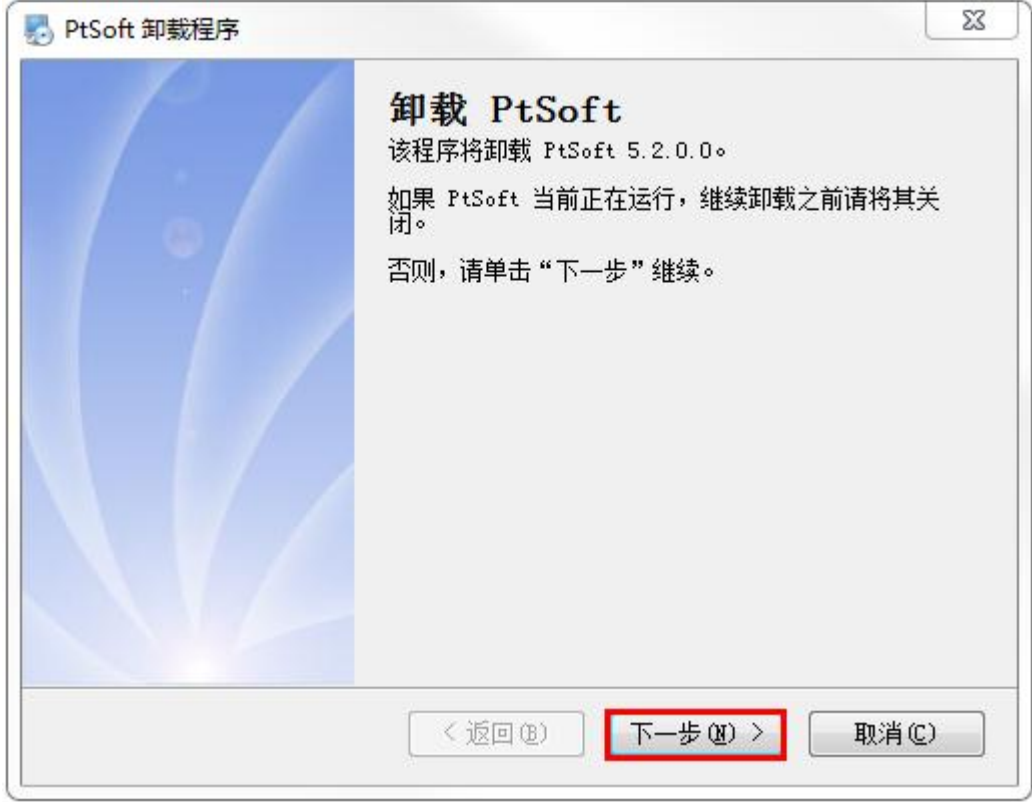 PtSoft 卸载程序
卸载 PtSoft
该程序将卸载 PtSoft 5.2.0.0。
如果 PtSoft 当前正在运行，继续卸载之前请将其关
闭。
否则，请单击“下一步”继续。
< 返回(B)
下一步(N) >
取消(C)